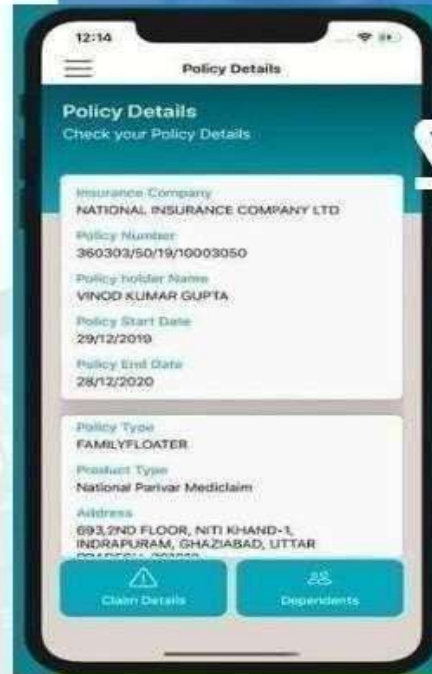 12:14
Policy Details
Policy Details
Check your Policy Details
Insurance Company
NATIONAL INSURANCE COMPANY LTD
Policy Number
360303/50/19/10003050
Policy holder Name
VINOD KUMAR GUPTA
Policy Start Date
29/12/2019
Policy End Date
28/12/2020
Policy Type
FAMILYFLOATER
Product Type
National Parivar Mediclaim
Address
693,2ND FLOOR, NITI KHAND-1,
INDRAPURAM, GHAZIABAD, UTTAR
Claim Details
Dependents